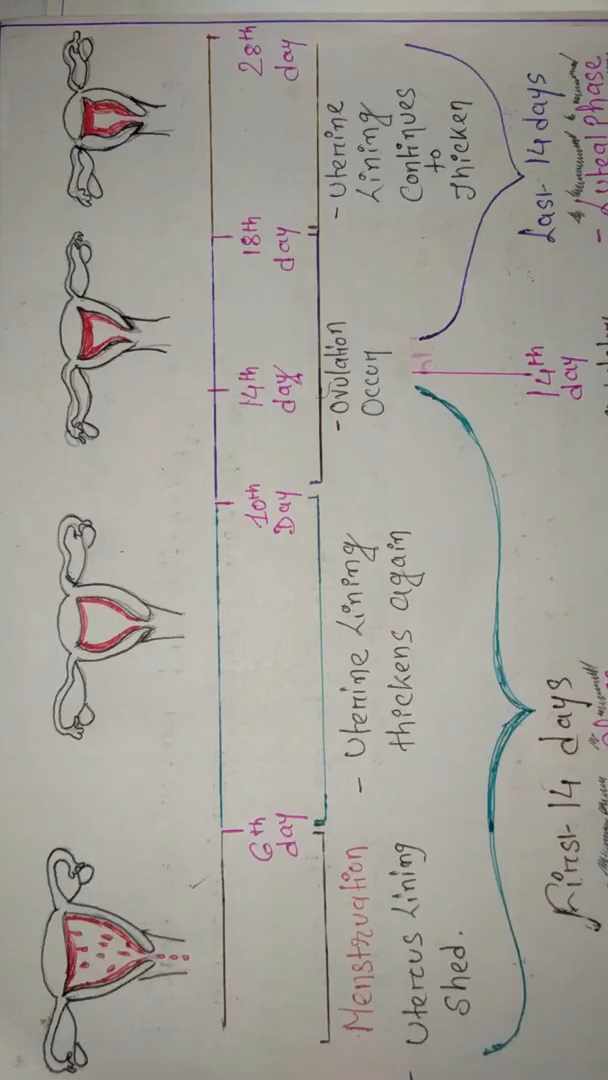 6th
day
10th
Day
14th
day
18th
day
28th
day
Menstruation
- Uterus Lining
Shed.
- Uterine Lining
thickens again
- Ovulation
Occur
- Uterine
Lining
Continues
to
Thicken
First 14 days
14th
day
Last 14 days
- Luteal phase